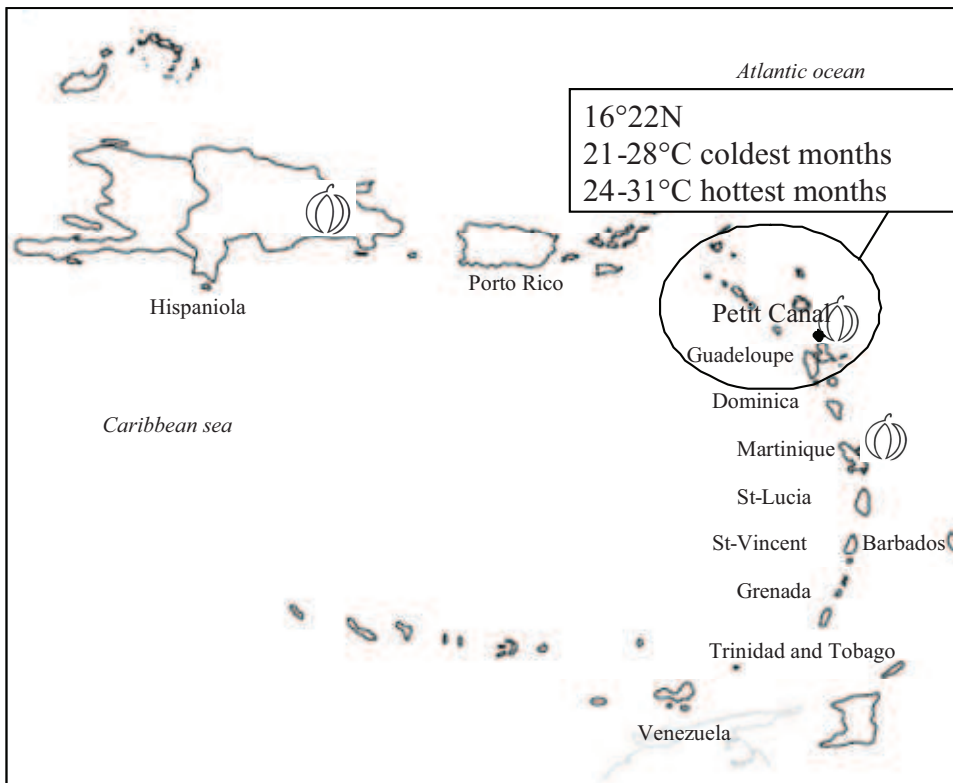 Atlantic ocean
16°22N
21-28°C coldest months
24-31°C hottest months
Porto Rico
Hispaniola
Petit Canal
Guadeloupe
Dominica
Caribbean sea
Martinique
St-Lucia
St-Vincent
Barbados
Grenada
Trinidad and Tobago
Venezuela